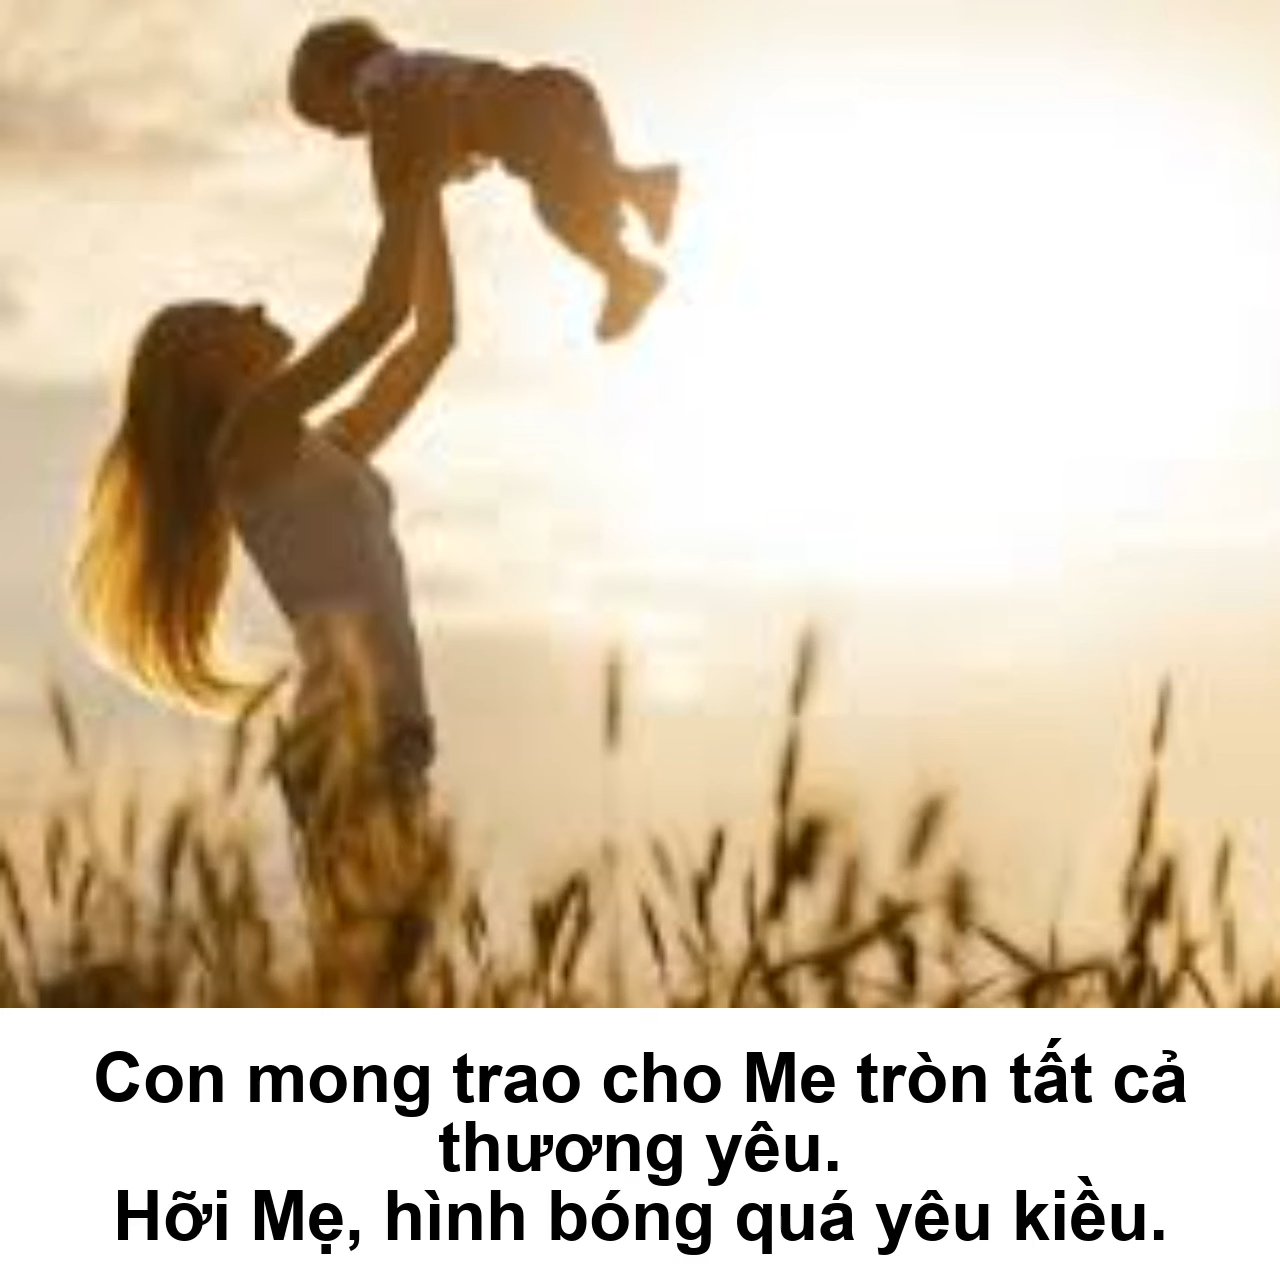 Con mong trao cho Me tròn tất cả
thương yêu.
Hỡi Mẹ, hình bóng quá yêu kiều.